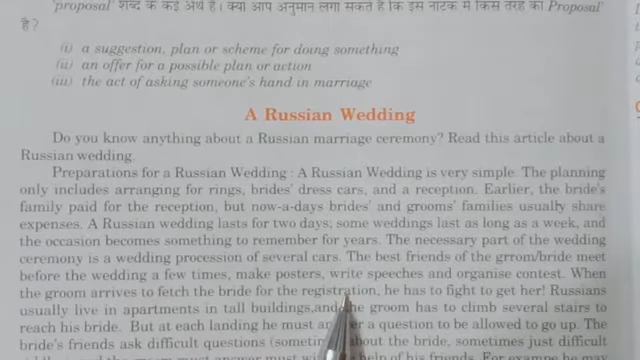 'proposal' शब्द के कई अर्थ हैं। क्या आप अनुमान लगा सकते हैं कि इस नाटक में किस तरह का Proposal'
है?
(i) a suggestion, plan or scheme for doing something
(ii) an offer for a possible plan or action
(iii) the act of asking someone's hand in marriage
A Russian Wedding
Do you know anything about a Russian marriage ceremony? Read this article about a
Russian wedding.
Preparations for a Russian Wedding : A Russian Wedding is very simple. The planning
only includes arranging for rings, brides' dress cars, and a reception. Earlier, the bride's
family paid for the reception, but now-a-days brides' and grooms' families usually share
expenses. A Russian wedding lasts for two days; some weddings last as long as a week, and
the occasion becomes something to remember for years. The necessary part of the wedding
ceremony is a wedding procession of several cars. The best friends of the grrom/bride meet
before the wedding a few times, make posters, write speeches and organise contest. When
the groom arrives to fetch the bride for the registration, he has to fight to get her! Russians
usually live in apartments in tall buildings,and the groom has to climb several stairs to
reach his bride. But at each landing he must a question to be allowed to go up. The
bride's friends ask difficult questions about the bride, sometimes just difficult
must help of his friends. For exampe he may